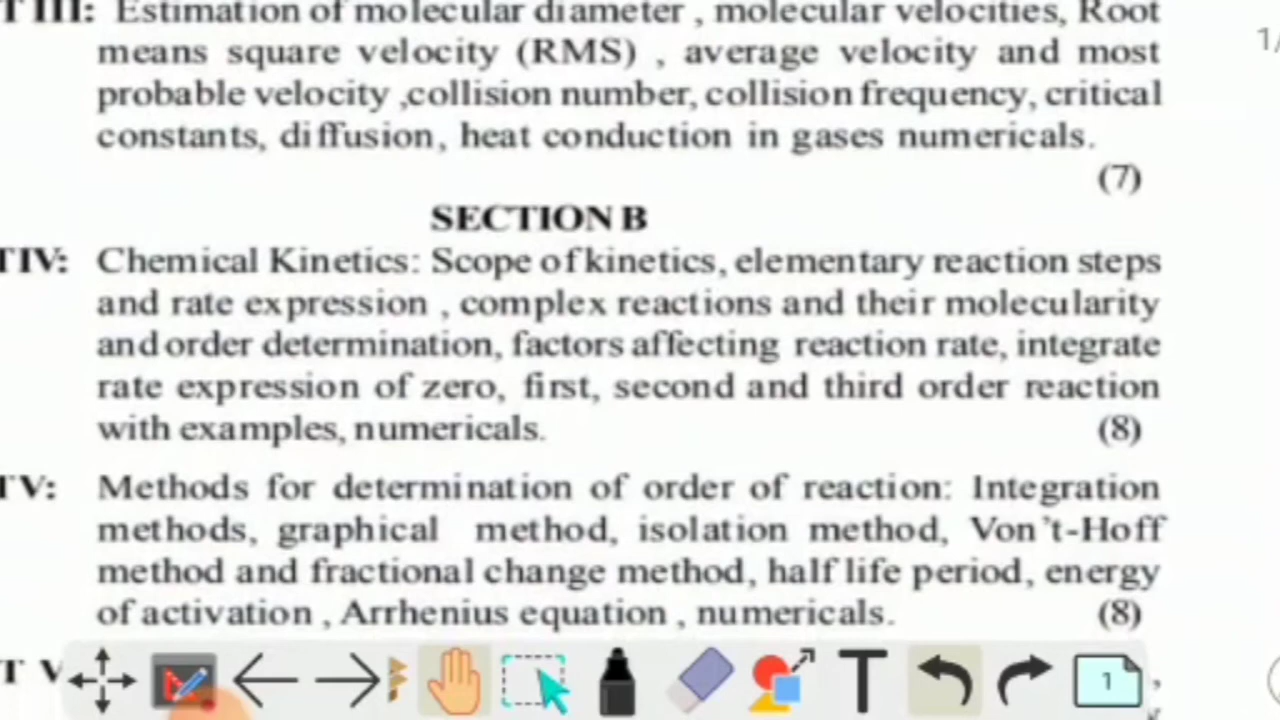 T III: Estimation of molecular diameter , molecular velocities, Root
means square velocity (RMS) , average velocity and most
probable velocity ,collision number, collision frequency, critical
constants, diffusion, heat conduction in gases numericals.
(7)
1/
SECTION B
T IV: Chemical Kinetics: Scope of kinetics, elementary reaction steps
and rate expression , complex reactions and their molecularity
and order determination, factors affecting reaction rate, integrate
rate expression of zero, first, second and third order reaction
with examples, numericals. (8)
T V: Methods for determination of order of reaction: Integration
methods, graphical method, isolation method, Von't-Hoff
method and fractional change method, half life period, energy
of activation , Arrhenius equation , numericals. (8)
T V
T
1